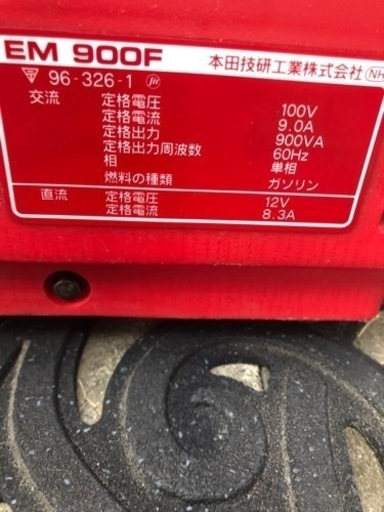 EM 900F 本田技研工業株式会社 NH
〒 96-326-1 JET
交流 定格電圧 100V
定格電流 9.0A
定格出力 900VA
定格出力周波数 60Hz
相 単相
燃料の種類 ガソリン
直流 定格電圧 12V
定格電流 8.3A